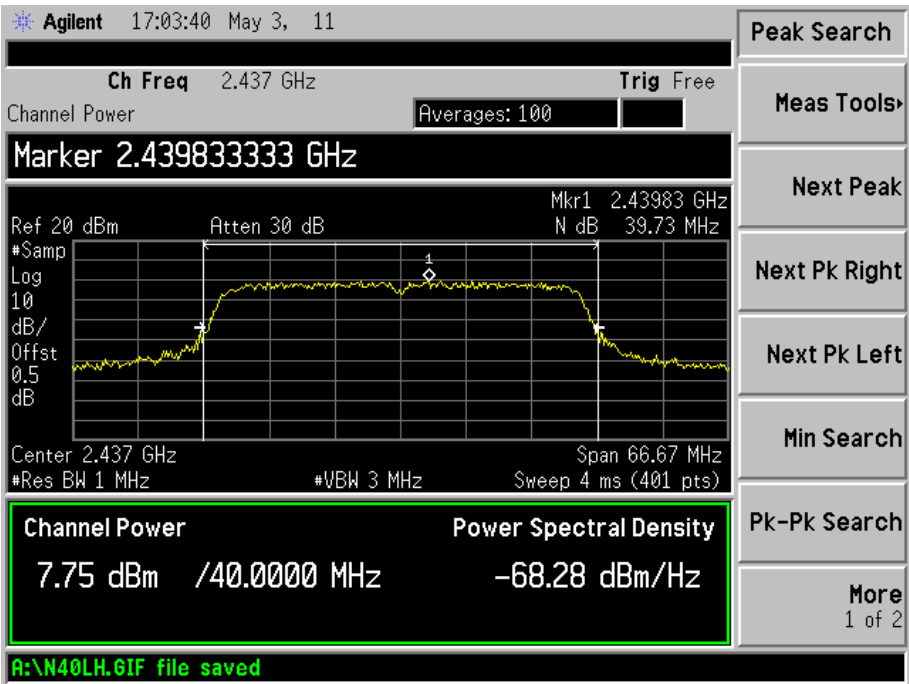 Agilent 17:03:40 May 3, 11
Peak Search
Ch Freq 2.437 GHz Trig Free
Channel Power Averages: 100
Meas Tools
Marker 2.439833333 GHz
Mkr1 2.43983 GHz
Ref 20 dBm Atten 30 dB N dB 39.73 MHz
Next Peak
#Samp
Log
10
dB/
Offst
0.5
dB
1
Next Pk Right
Next Pk Left
Center 2.437 GHz Span 66.67 MHz
#Res BW 1 MHz #VBW 3 MHz Sweep 4 ms (401 pts)
Min Search
Channel Power Power Spectral Density
7.75 dBm /40.0000 MHz -68.28 dBm/Hz
Pk-Pk Search
More
1 of 2
A:\N40LH.GIF file saved